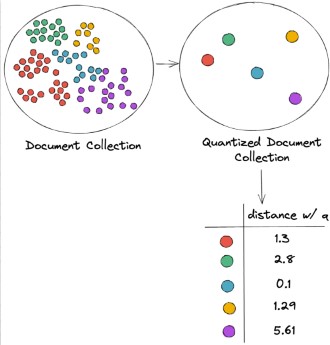 Document Collection
Quantized Document
Collection
distance w/ q
1.3
2.8
0.1
1.29
5.61